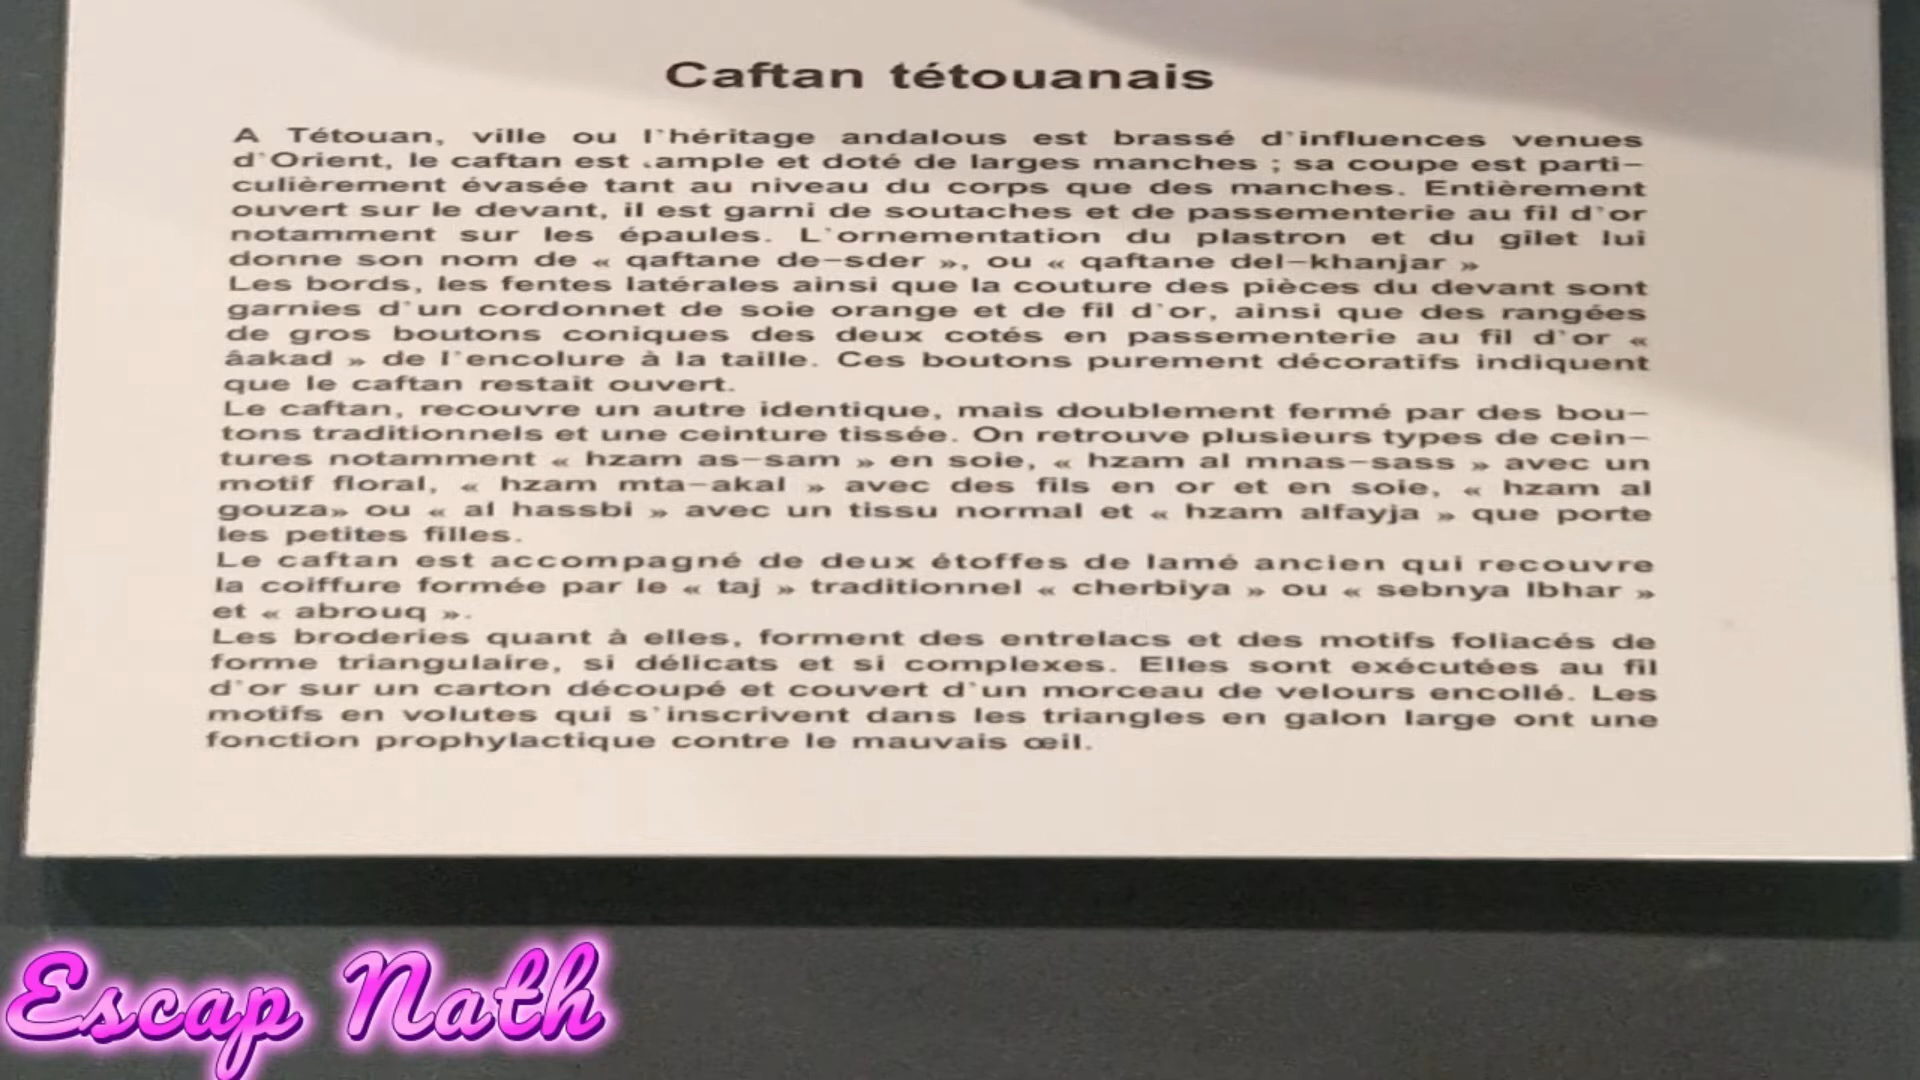 Caftan tétouanais
A Tétouan, ville ou l'héritage andalous est brassé d'influences venues
d'Orient, le caftan est .ample et doté de larges manches ; sa coupe est parti-
culièrement évasée tant au niveau du corps que des manches. Entièrement
ouvert sur le devant, il est garni de soutaches et de passementerie au fil d'or
notamment sur les épaules. L'ornementation du plastron et du gilet lui
donne son nom de « qaftane de-sder », ou « qaftane del-khanjar »
Les bords, les fentes latérales ainsi que la couture des pièces du devant sont
garnies d'un cordonnet de soie orange et de fil d'or, ainsi que des rangées
de gros boutons coniques des deux cotés en passementerie au fil d'or «
âakad » de l'encolure à la taille. Ces boutons purement décoratifs indiquent
que le caftan restait ouvert.
Le caftan, recouvre un autre identique, mais doublement fermé par des bou-
tons traditionnels et une ceinture tissée. On retrouve plusieurs types de cein-
tures notamment « hzam as-sam » en soie, « hzam al mnas-sass » avec un
motif floral, « hzam mta-akal » avec des fils en or et en soie, « hzam al
gouza» ou « al hassbi » avec un tissu normal et « hzam alfayja » que porte
les petites filles.
Le caftan est accompagné de deux étoffes de lamé ancien qui recouvre
la coiffure formée par le « taj » traditionnel « cherbiya » ou « sebnya lbhar »
et « abrouq ».
Les broderies quant à elles, forment des entrelacs et des motifs foliacés de
forme triangulaire, si délicats et si complexes. Elles sont exécutées au fil
d'or sur un carton découpé et couvert d'un morceau de velours encollé. Les
motifs en volutes qui s'inscrivent dans les triangles en galon large ont une
fonction prophylactique contre le mauvais œil.
Escap Nath